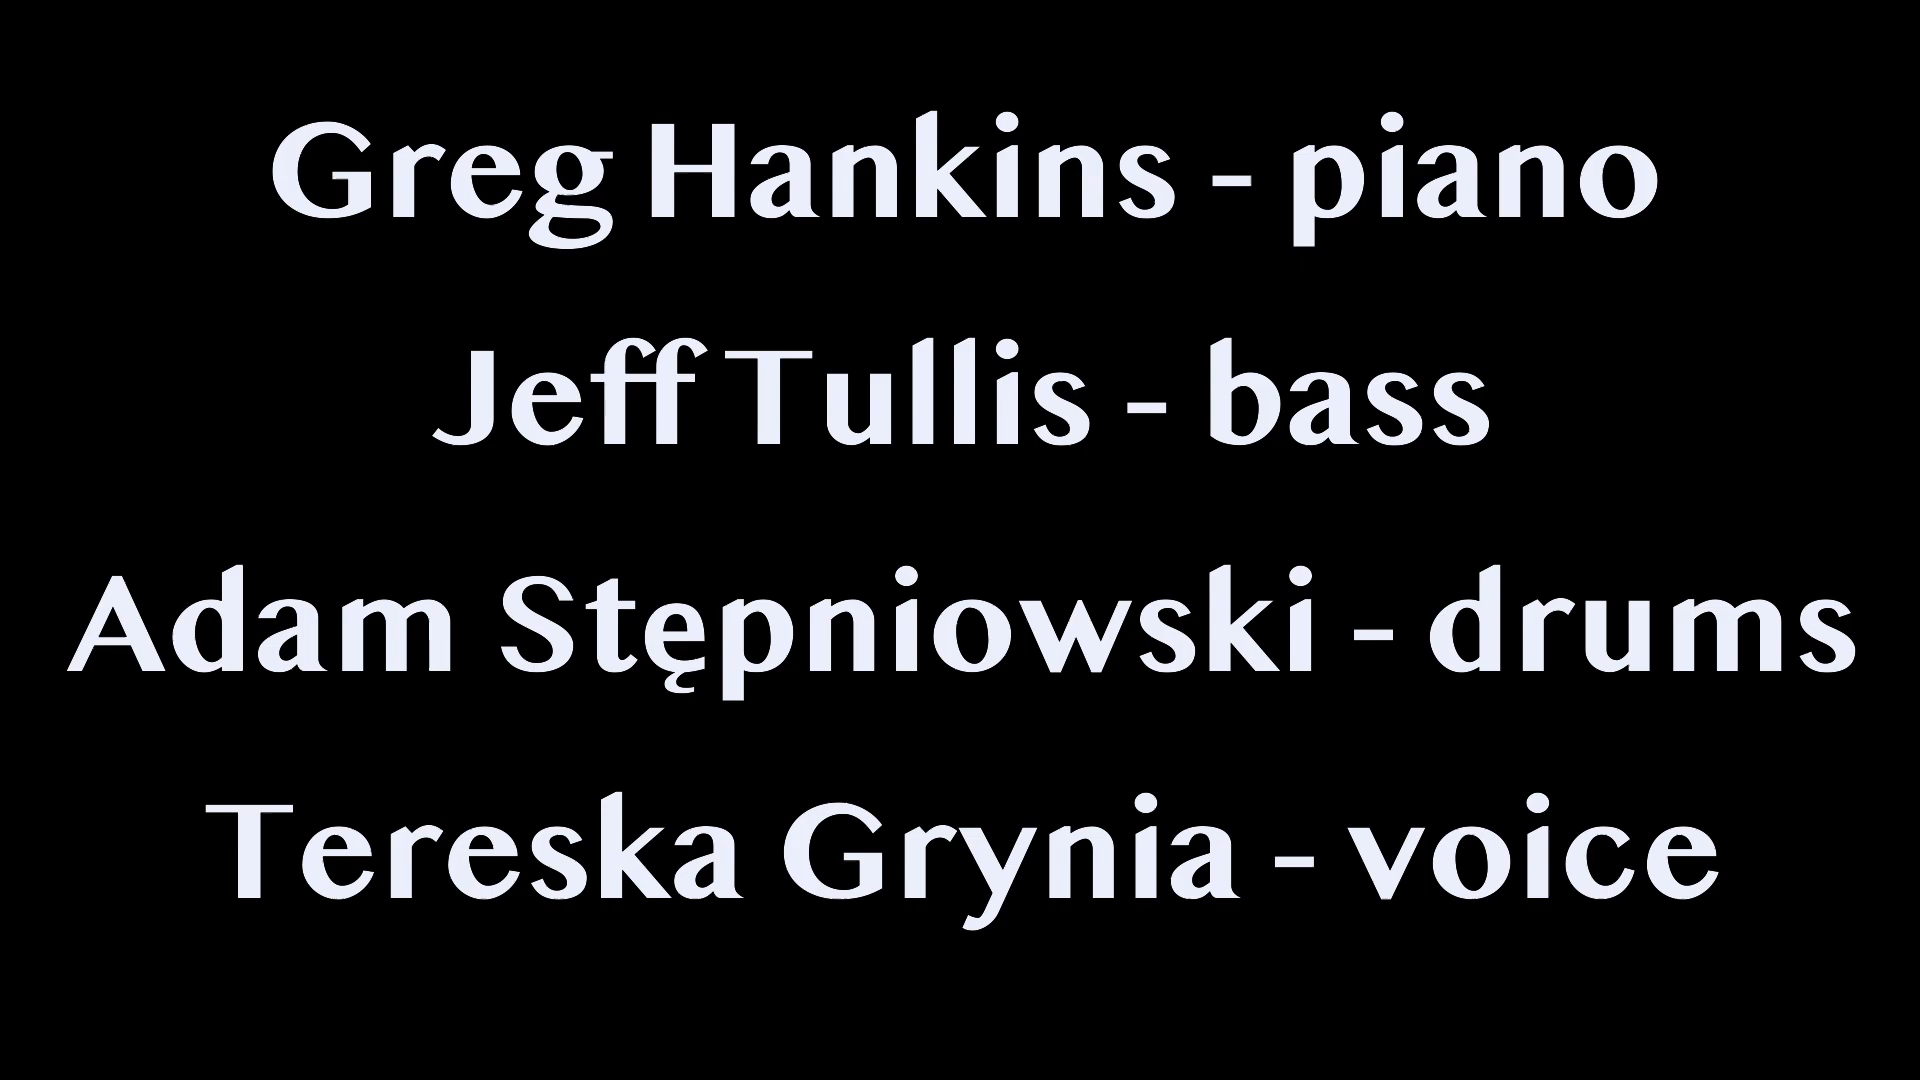 Greg Hankins - piano
Jeff Tullis - bass
Adam Stępniowski - drums
Tereska Grynia - voice